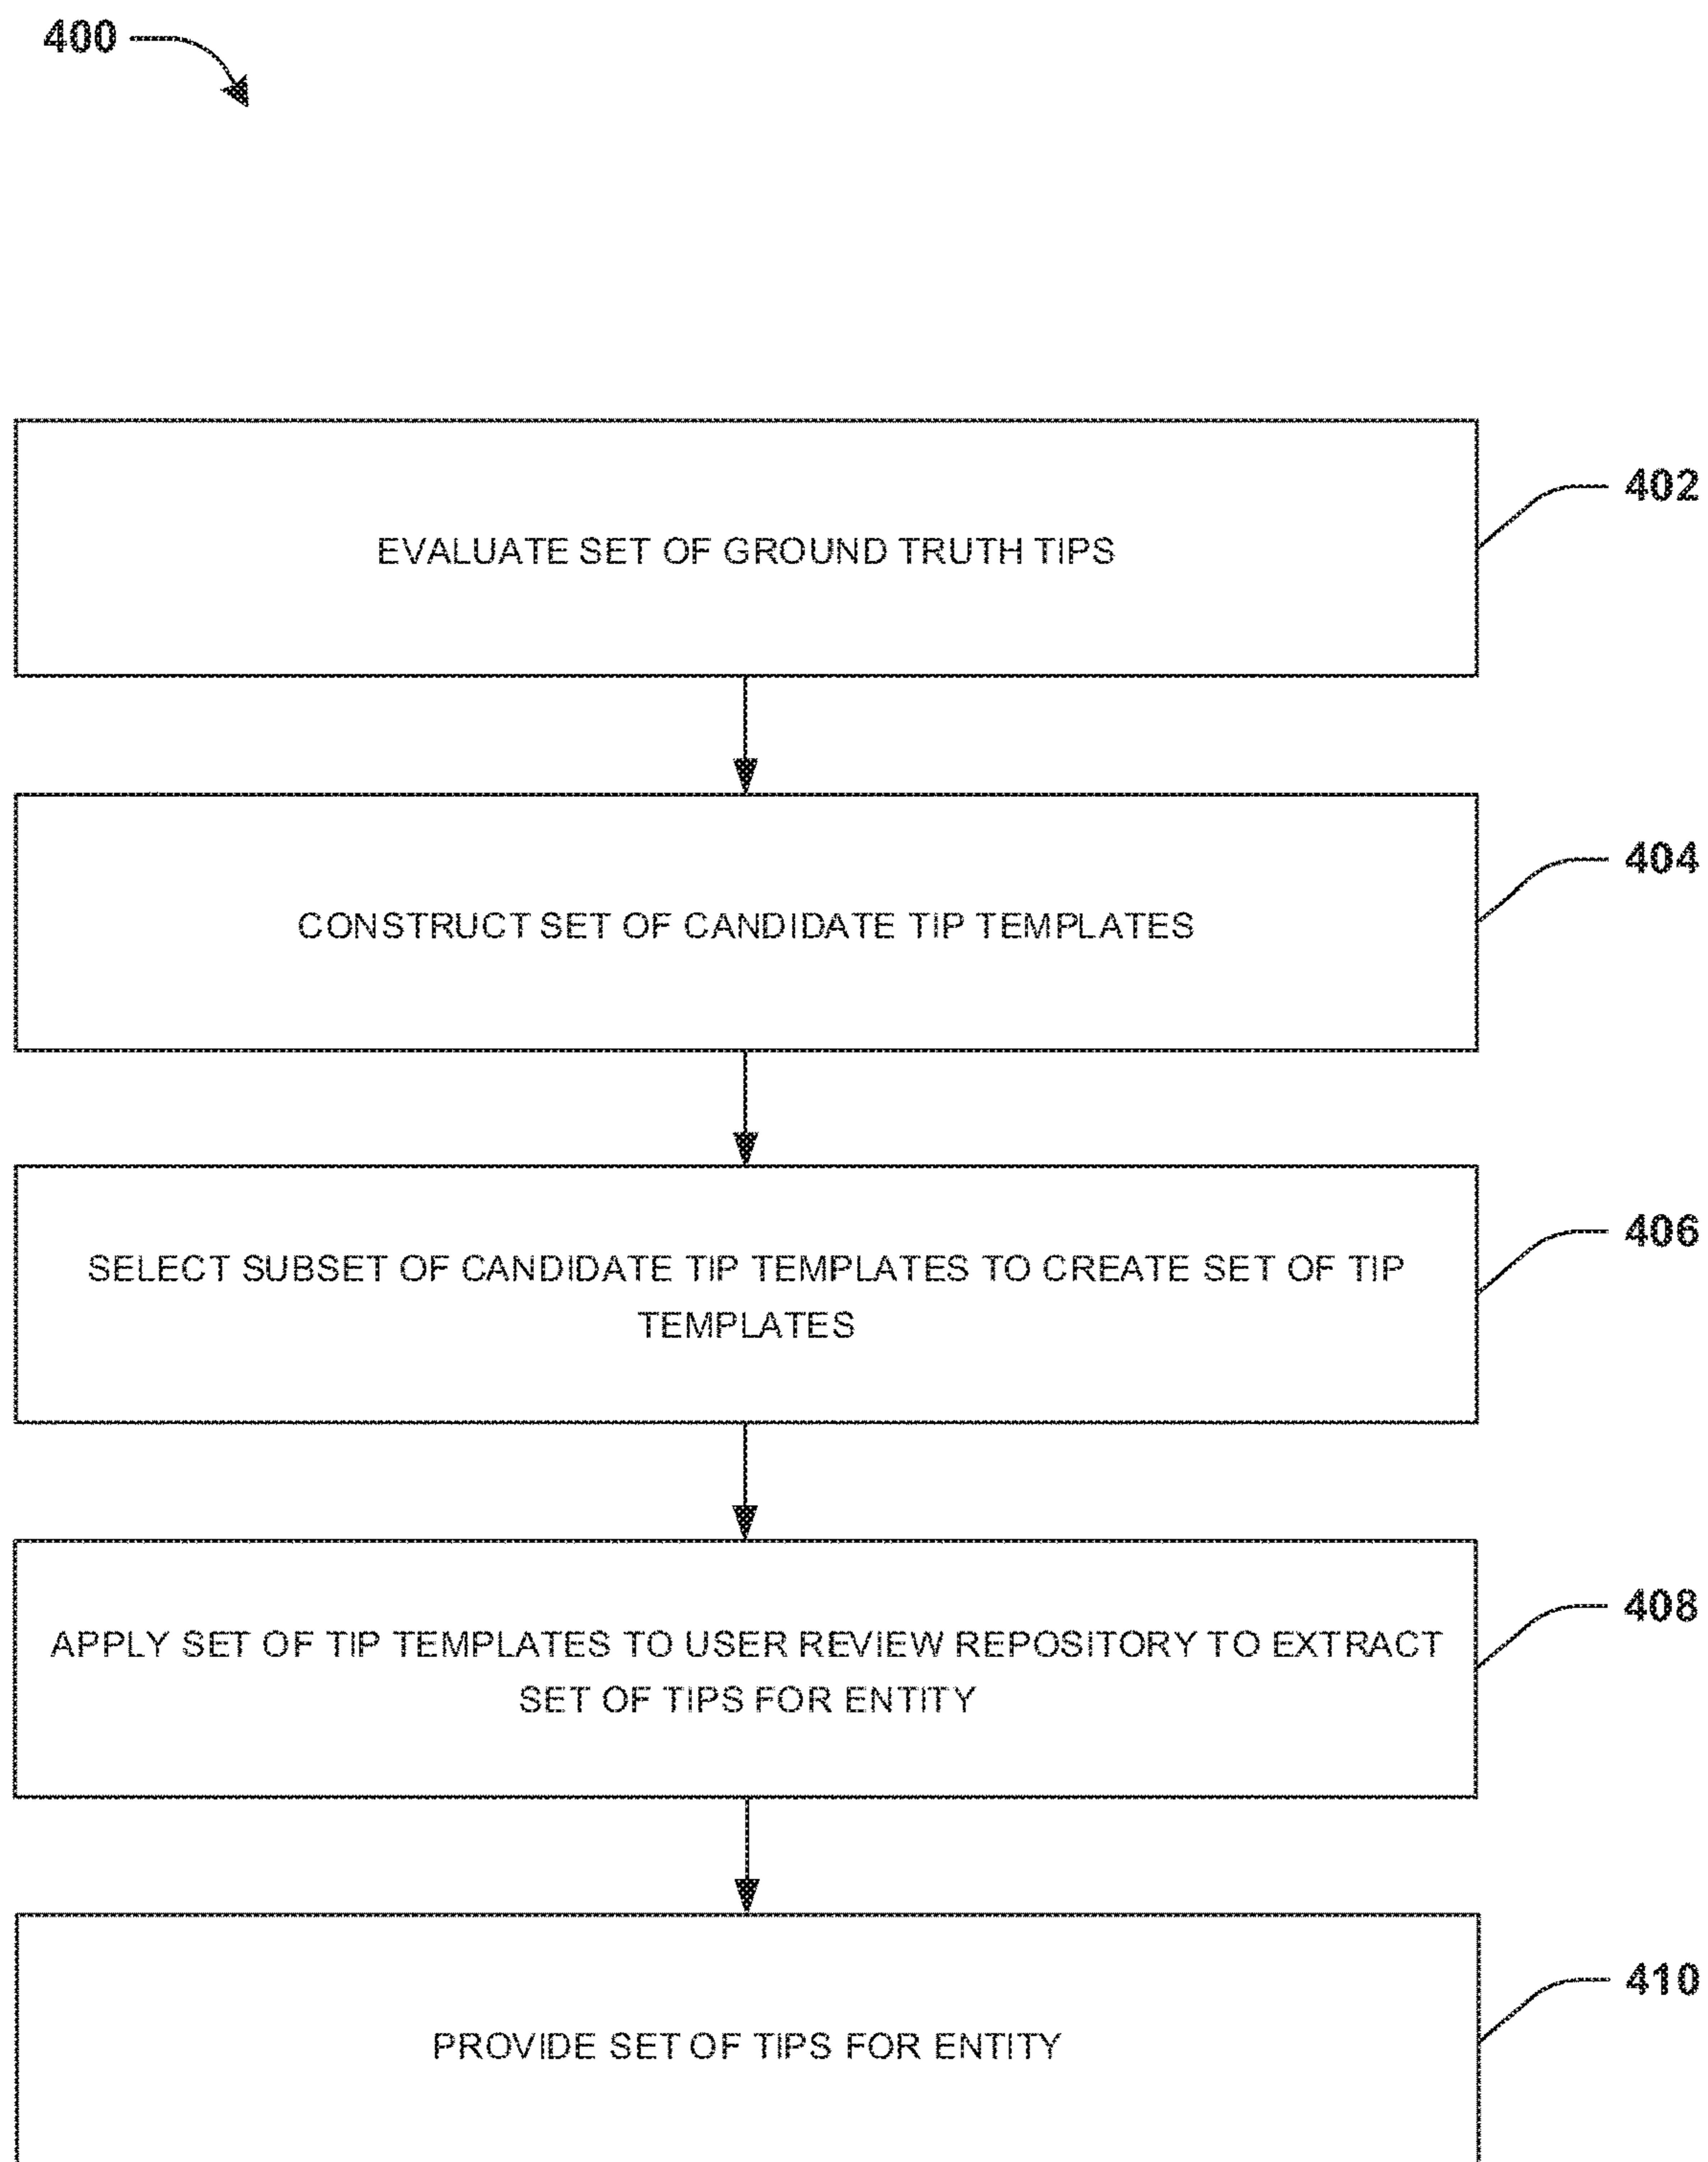 400
EVALUATE SET OF GROUND TRUTH TIPS
402
CONSTRUCT SET OF CANDIDATE TIP TEMPLATES
404
SELECT SUBSET OF CANDIDATE TIP TEMPLATES TO CREATE SET OF TIP
TEMPLATES
406
APPLY SET OF TIP TEMPLATES TO USER REVIEW REPOSITORY TO EXTRACT
SET OF TIPS FOR ENTITY
408
PROVIDE SET OF TIPS FOR ENTITY
410